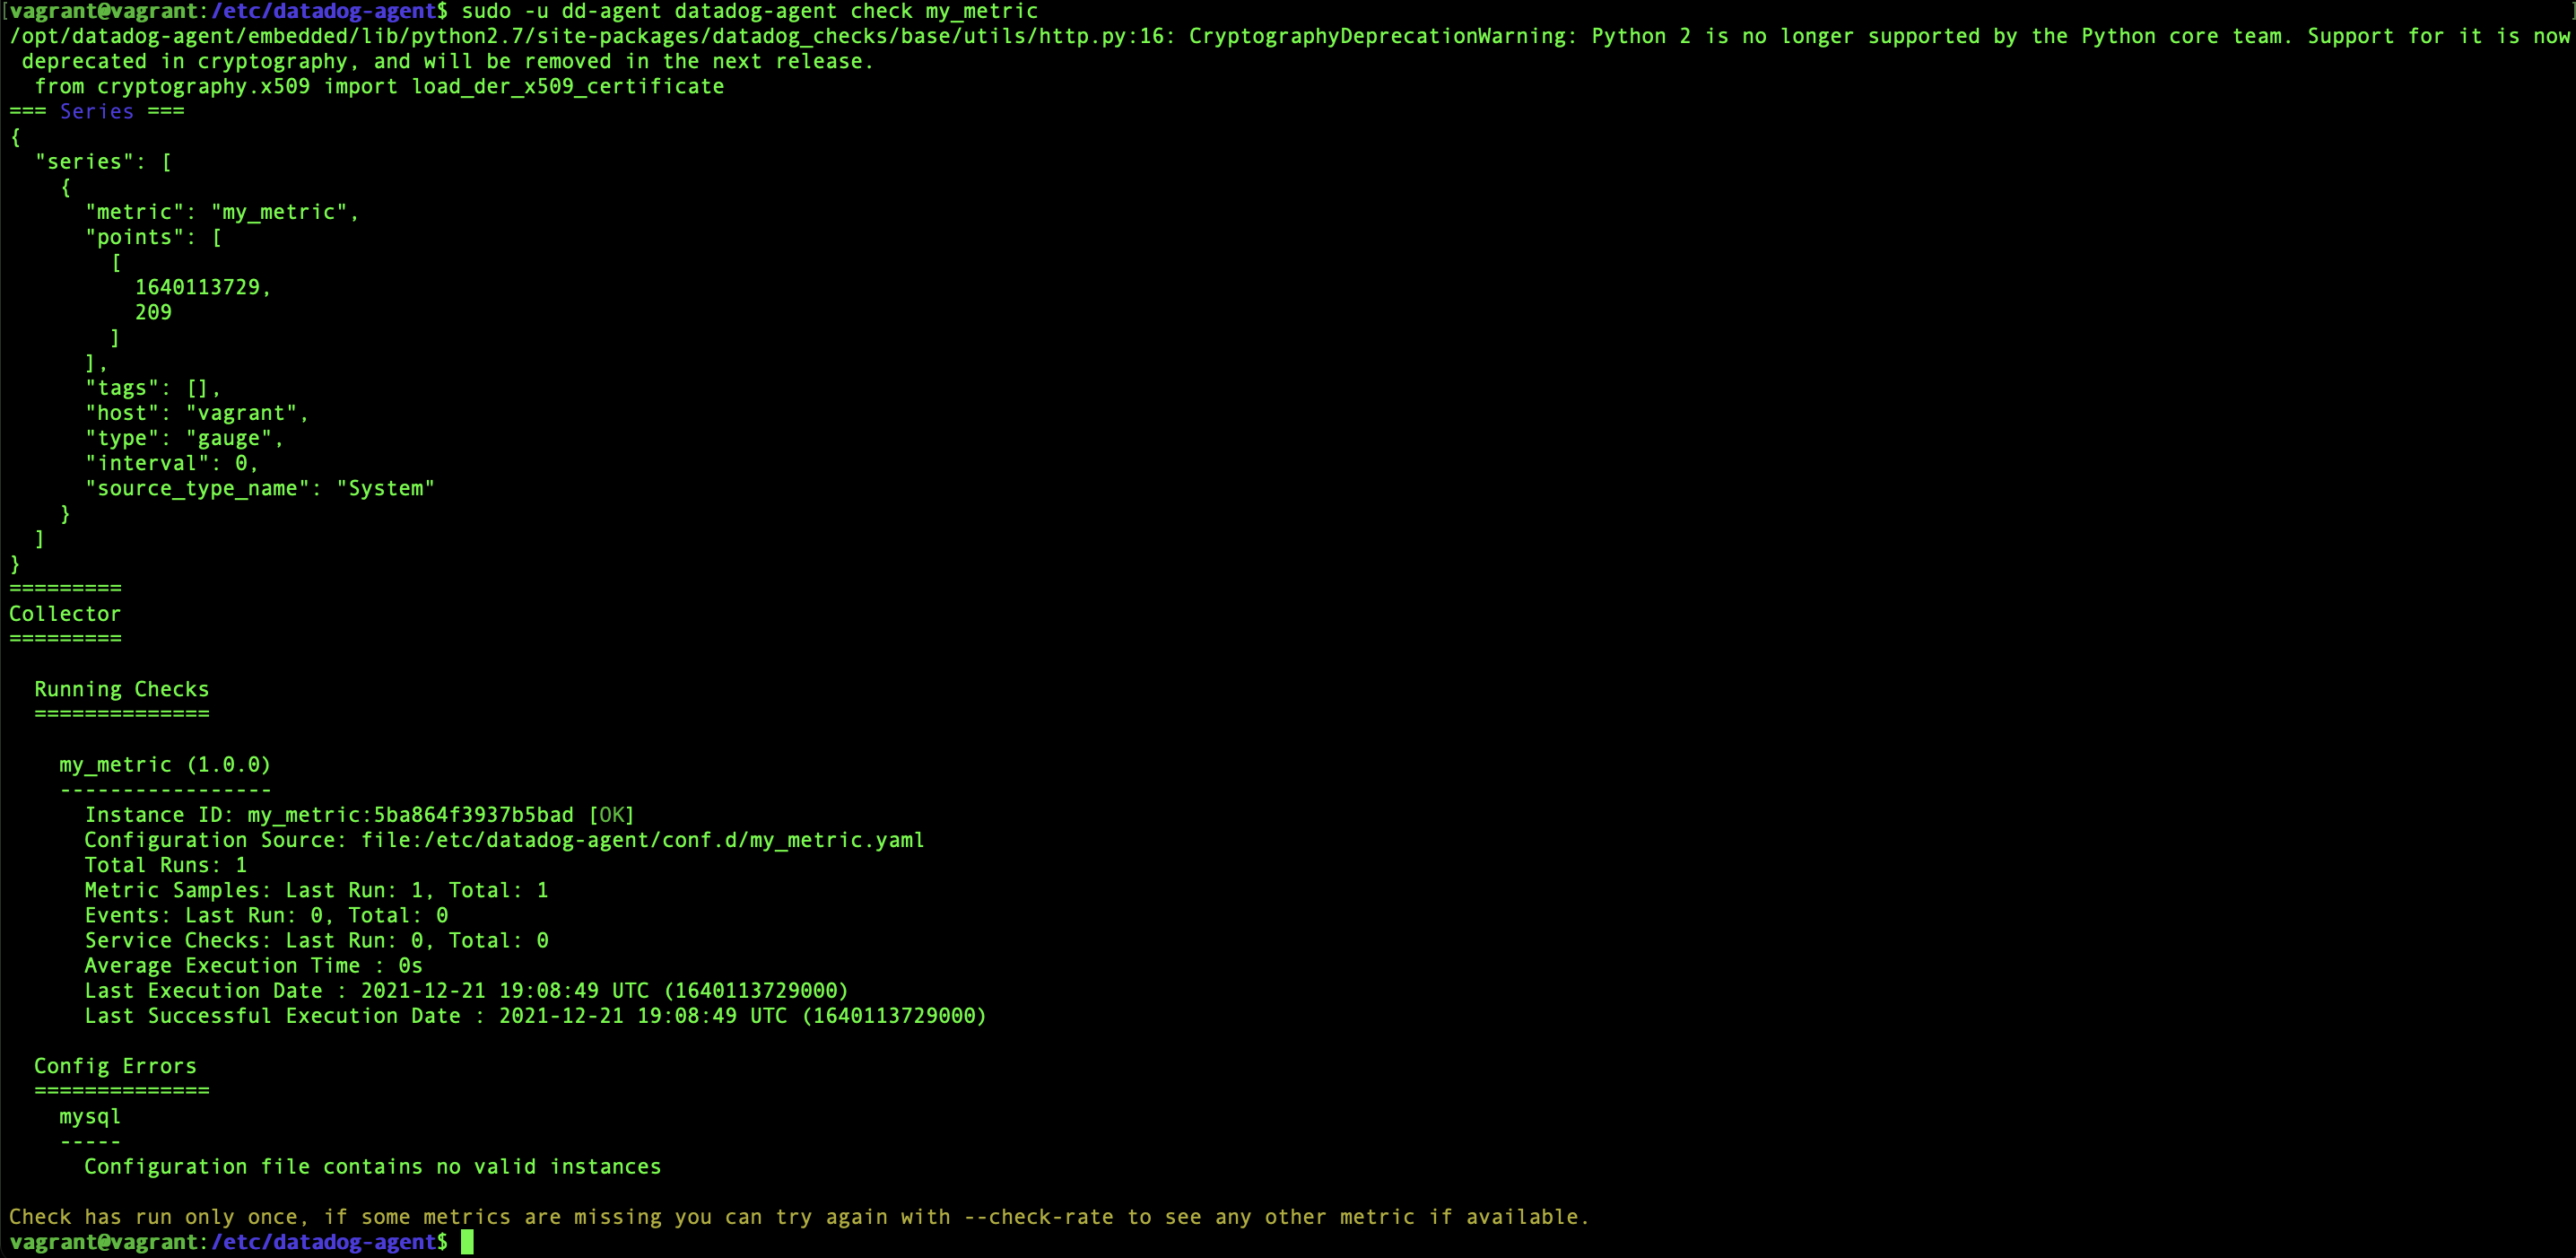 [vagrant@vagrant:/etc/datadog-agent$ sudo -u dd-agent datadog-agent check my_metric ]
/opt/datadog-agent/embedded/lib/python2.7/site-packages/datadog_checks/base/utils/http.py:16: CryptographyDeprecationWarning: Python 2 is no longer supported by the Python core team. Support for it is now
 deprecated in cryptography, and will be removed in the next release.
  from cryptography.x509 import load_der_x509_certificate
=== Series ===
{
  "series": [
    {
      "metric": "my_metric",
      "points": [
        [
          1640113729,
          209
        ]
      ],
      "tags": [],
      "host": "vagrant",
      "type": "gauge",
      "interval": 0,
      "source_type_name": "System"
    }
  ]
}
=========
Collector
=========

  Running Checks
  ==============

    my_metric (1.0.0)
    -----------------
      Instance ID: my_metric:5ba864f3937b5bad [OK]
      Configuration Source: file:/etc/datadog-agent/conf.d/my_metric.yaml
      Total Runs: 1
      Metric Samples: Last Run: 1, Total: 1
      Events: Last Run: 0, Total: 0
      Service Checks: Last Run: 0, Total: 0
      Average Execution Time : 0s
      Last Execution Date : 2021-12-21 19:08:49 UTC (1640113729000)
      Last Successful Execution Date : 2021-12-21 19:08:49 UTC (1640113729000)

  Config Errors
  ==============
    mysql
    -----
      Configuration file contains no valid instances

Check has run only once, if some metrics are missing you can try again with --check-rate to see any other metric if available.
vagrant@vagrant:/etc/datadog-agent$